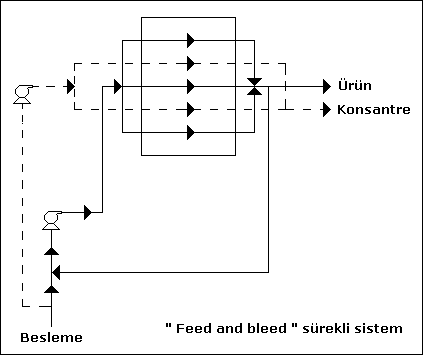 Ürün
Konsantre
Besleme
" Feed and bleed " sürekli sistem